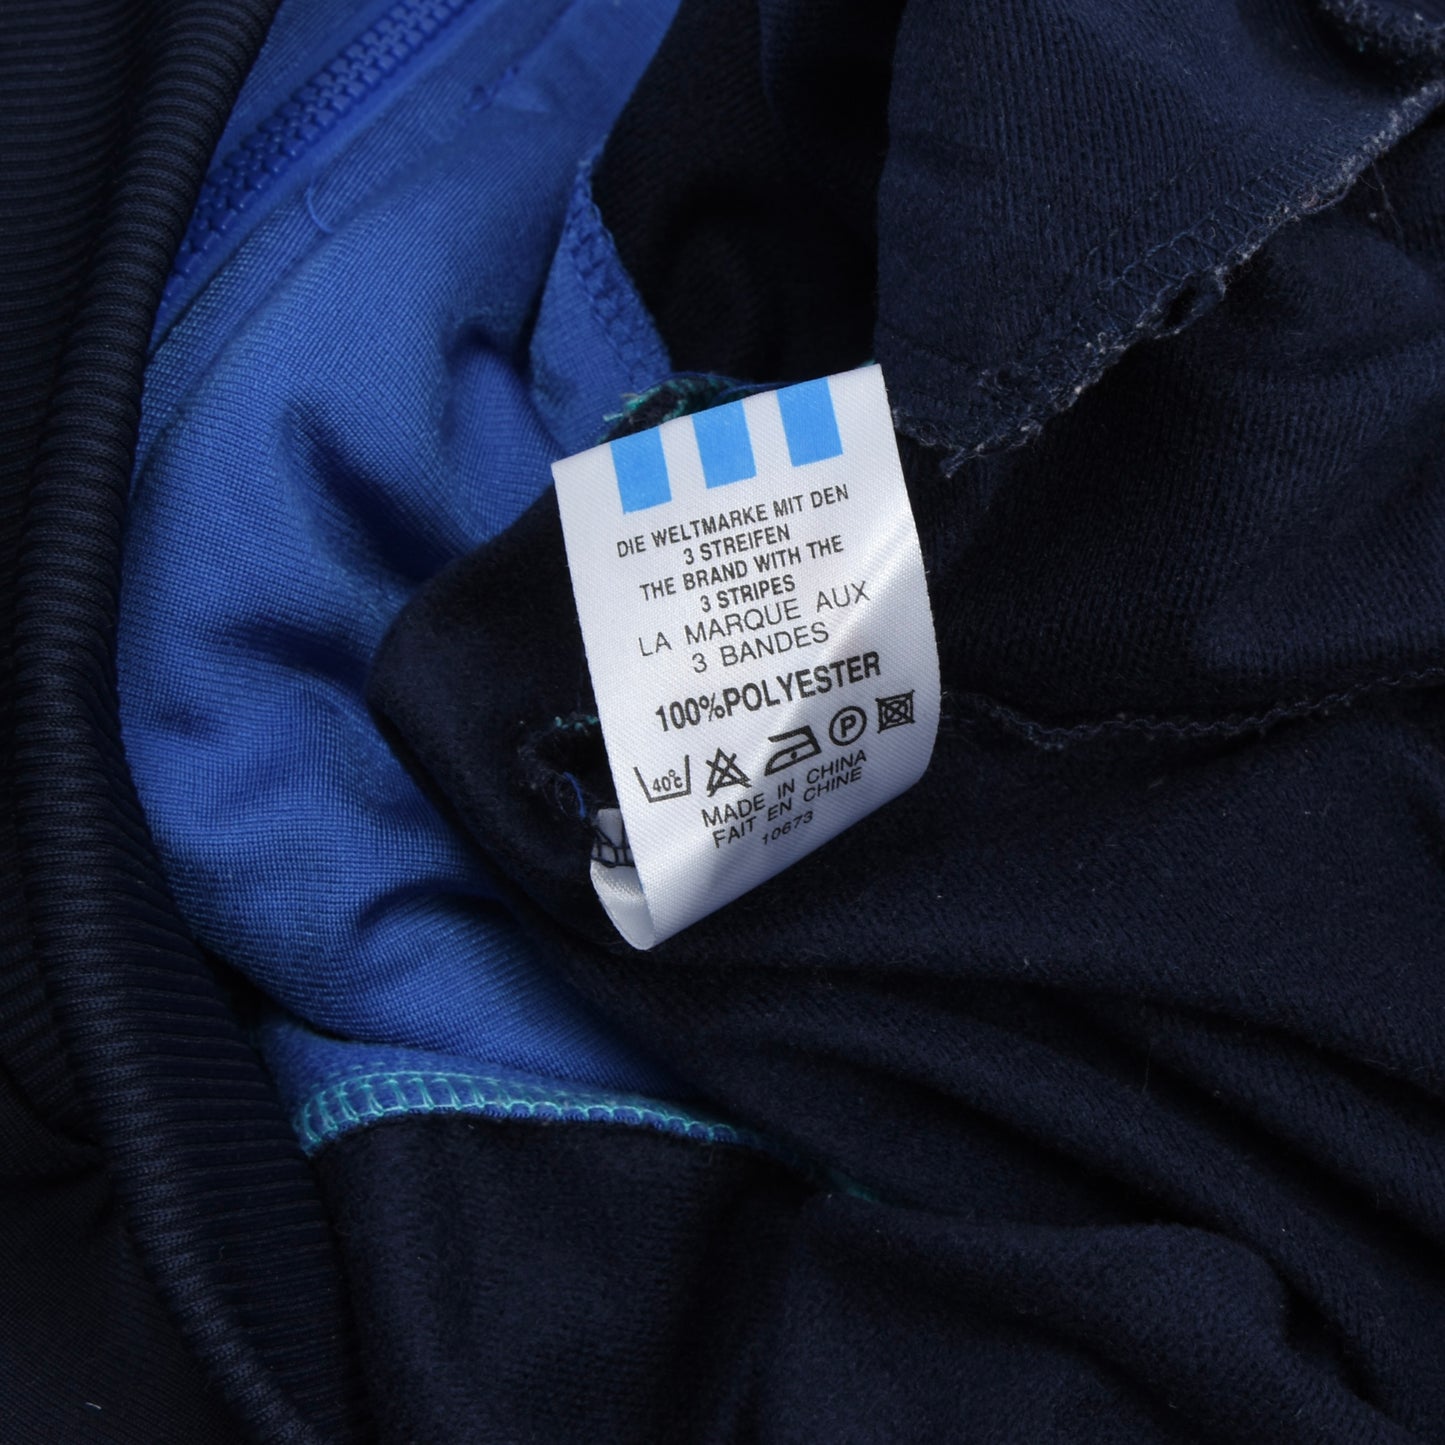 DIE WELTMARKE MIT DEN
3 STREIFEN
THE BRAND WITH THE
3 STRIPES
LA MARQUE AUX
3 BANDES
100%POLYESTER
40°C P
MADE IN CHINA
FAIT EN CHINE
10673